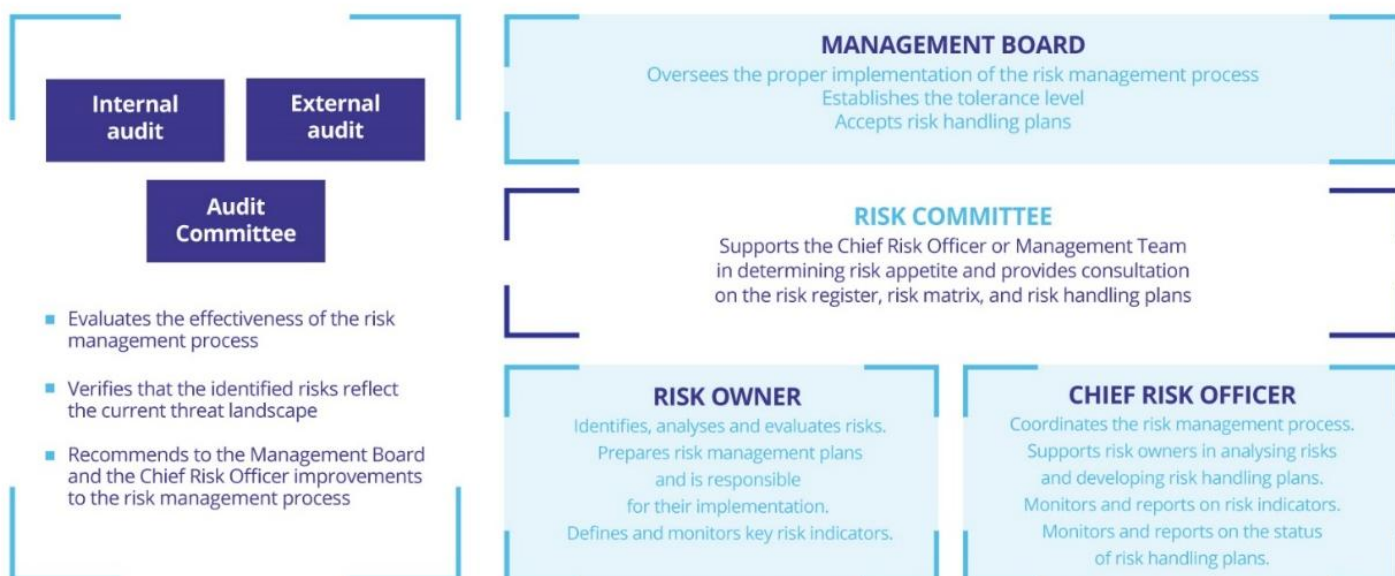 Internal
audit
External
audit
Audit
Committee
Evaluates the effectiveness of the risk
management process
Verifies that the identified risks reflect
the current threat landscape
Recommends to the Management Board
and the Chief Risk Officer improvements
to the risk management process
MANAGEMENT BOARD
Oversees the proper implementation of the risk management process
Establishes the tolerance level
Accepts risk handling plans
RISK COMMITTEE
Supports the Chief Risk Officer or Management Team
in determining risk appetite and provides consultation
on the risk register, risk matrix, and risk handling plans
RISK OWNER
Identifies, analyses and evaluates risks.
Prepares risk management plans
and is responsible
for their implementation.
Defines and monitors key risk indicators.
CHIEF RISK OFFICER
Coordinates the risk management process.
Supports risk owners in analysing risks
and developing risk handling plans.
Monitors and reports on risk indicators.
Monitors and reports on the status
of risk handling plans.